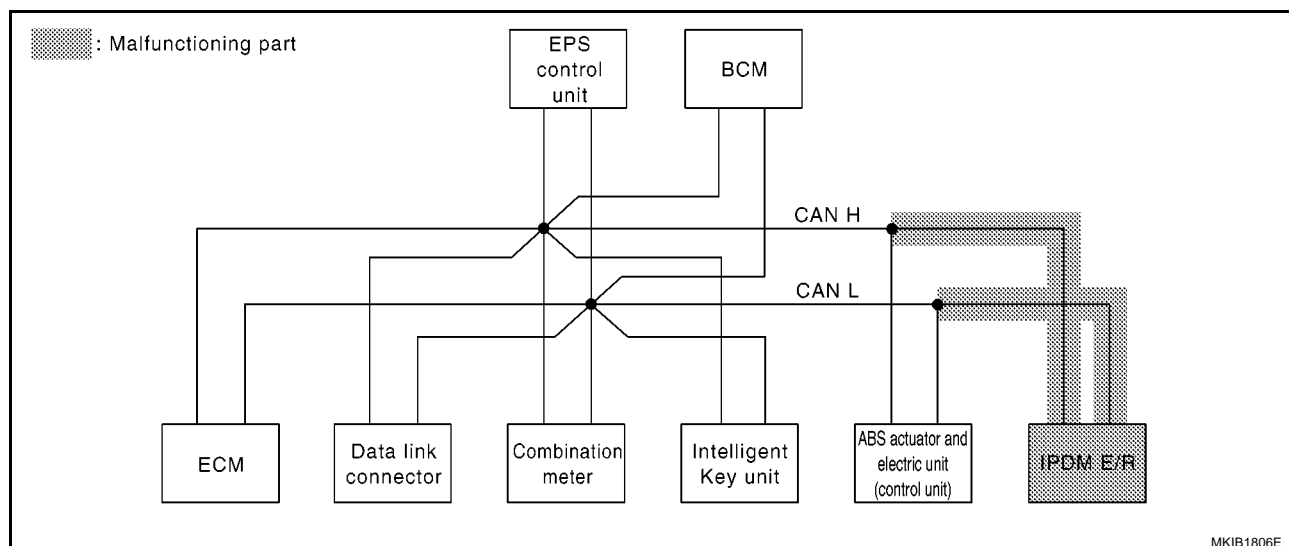 : Malfunctioning part
EPS
control
unit
BCM
CAN H
CAN L
ECM
Data link
connector
Combination
meter
Intelligent
Key unit
ABS actuator and
electric unit
(control unit)
IPDM E/R
MKIB1806E